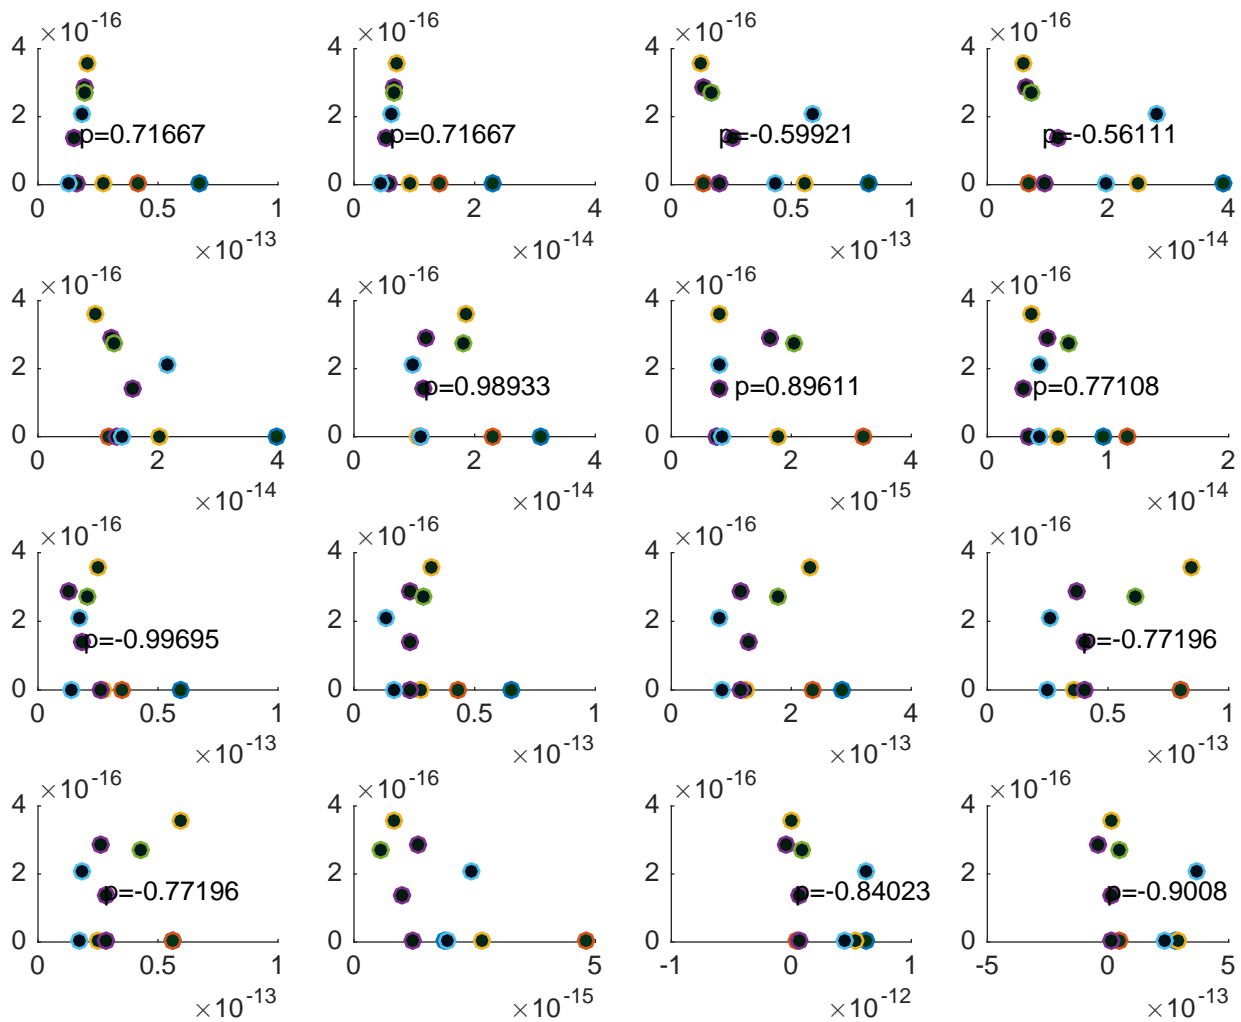 ×10-16 ×10-16 ×10-16 ×10-16
4 4 4 4
2 2 2 2
p=0.71667 p=0.71667 p=-0.59921 p=-0.56111
0 0 0 0
0 0.5 1 0 2 4 0 0.5 1 0 2 4
×10-13 ×10-14 ×10-13 ×10-14
×10-16 ×10-16 ×10-16 ×10-16
4 4 4 4
2 2 2 2
p=0.98933 p=0.89611 p=0.77108
0 0 0 0
0 2 4 0 2 4 0 2 4 0 1 2
×10-14 ×10-14 ×10-15 ×10-14
×10-16 ×10-16 ×10-16 ×10-16
4 4 4 4
2 2 2 2
p=-0.99695 p=-0.77196
0 0 0 0
0 0.5 1 0 0.5 1 0 2 4 0 0.5 1
×10-13 ×10-13 ×10-13 ×10-13
×10-16 ×10-16 ×10-16 ×10-16
4 4 4 4
2 2 2 2
p=-0.77196 p=-0.84023 p=-0.9008
0 0 0 0
0 0.5 1 0 5 -1 0 1 -5 0 5
×10-13 ×10-15 ×10-12 ×10-13